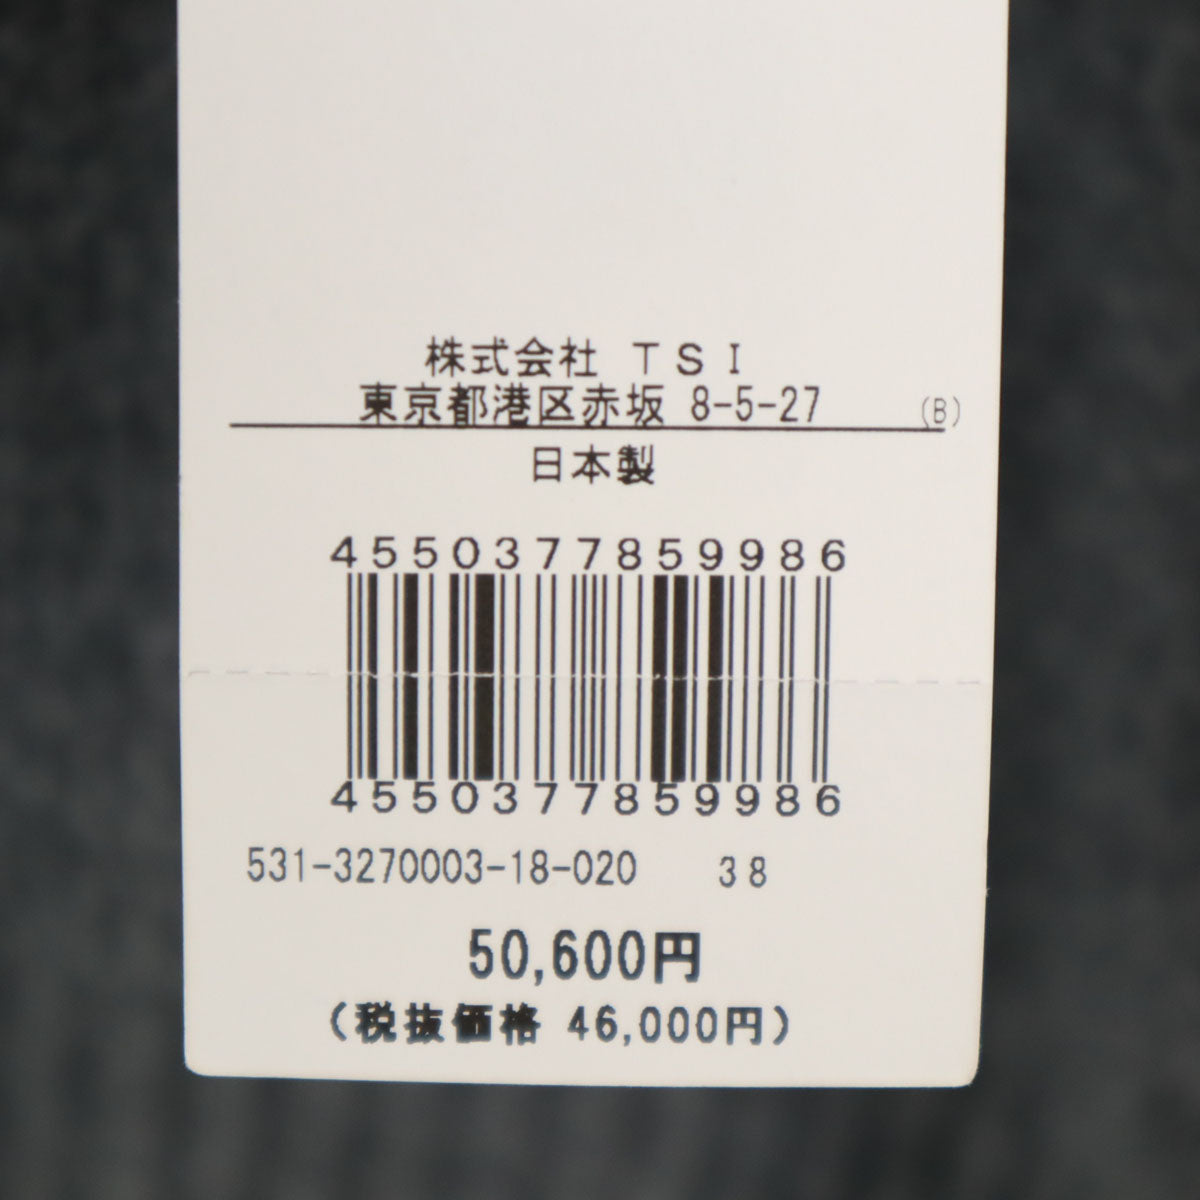 株式会社 TSI
東京都港区赤坂 8-5-27 (B)
日本製
4550377859986
4550377859986
531-3270003-18-020 38
50,600円
(税抜価格 46,000円)